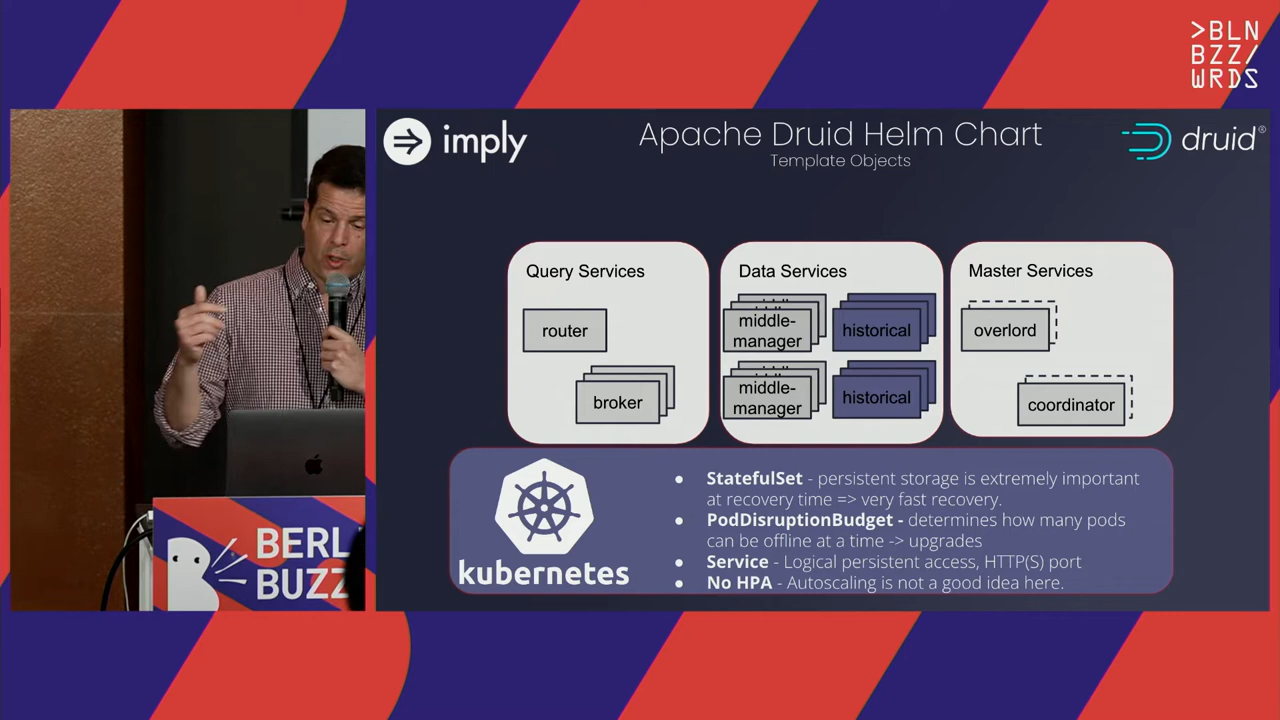 >BLN
BZZ/
WRDS
imply
Apache Druid Helm Chart
Template Objects
druid®
Query Services
router
broker
Data Services
middle-
manager
historical
middle-
manager
historical
Master Services
overlord
coordinator
kubernetes
● StatefulSet - persistent storage is extremely important
at recovery time => very fast recovery.
● PodDisruptionBudget - determines how many pods
can be offline at a time -> upgrades
● Service - Logical persistent access, HTTP(S) port
● No HPA - Autoscaling is not a good idea here.
BERL
BUZZ